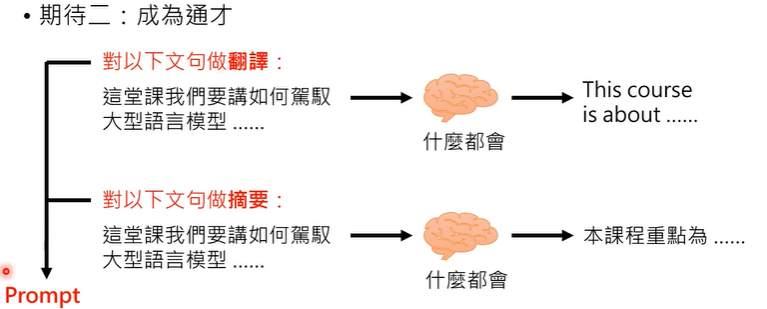 • 期待二：成為通才
對以下文句做翻譯：
這堂課我們要講如何駕馭
大型語言模型 ......
什麼都會
This course
is about ......
對以下文句做摘要：
這堂課我們要講如何駕馭
大型語言模型 ......
什麼都會
本課程重點為 ......
Prompt